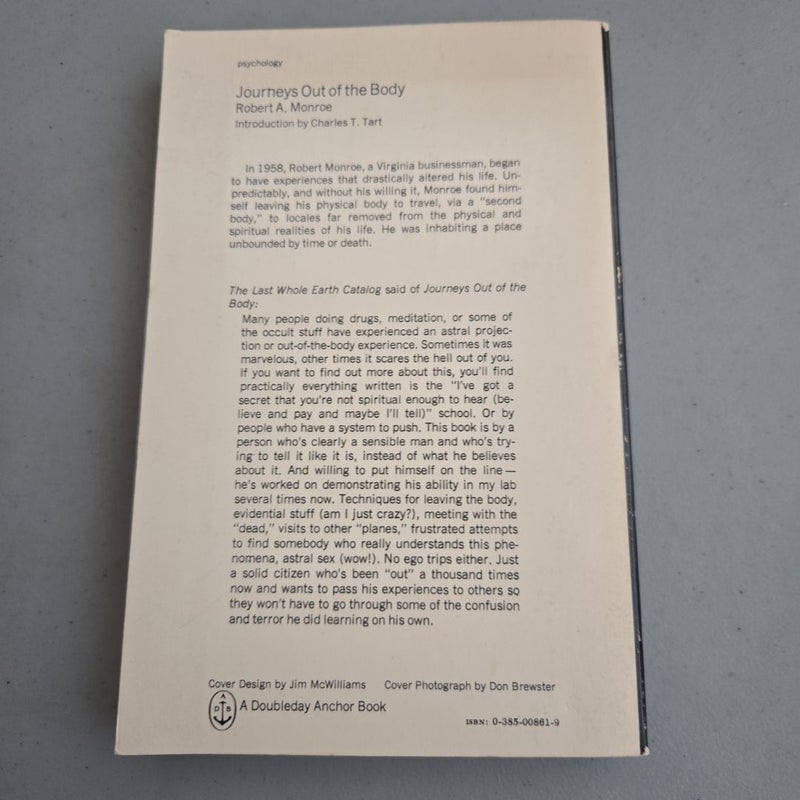 psychology
Journeys Out of the Body
Robert A. Monroe
Introduction by Charles T. Tart
In 1958, Robert Monroe, a Virginia businessman, began
to have experiences that drastically altered his life. Un-
predictably, and without his willing it, Monroe found him-
self leaving his physical body to travel, via a "second
body," to locales far removed from the physical and
spiritual realities of his life. He was inhabiting a place
unbounded by time or death.
The Last Whole Earth Catalog said of Journeys Out of the
Body:
Many people doing drugs, meditation, or some of
the occult stuff have experienced an astral projec-
tion or out-of-the-body experience. Sometimes it was
marvelous, other times it scares the hell out of you.
If you want to find out more about this, you'll find
practically everything written is the "I've got a
secret that you're not spiritual enough to hear (be-
lieve and pay and maybe I'll tell)" school. Or by
people who have a system to push. This book is by a
person who's clearly a sensible man and who's try-
ing to tell it like it is, instead of what he believes
about it. And willing to put himself on the line—
he's worked on demonstrating his ability in my lab
several times now. Techniques for leaving the body,
evidential stuff (am I just crazy?), meeting with the
"dead," visits to other "planes," frustrated attempts
to find somebody who really understands this phe-
nomena, astral sex (wow!). No ego trips either. Just
a solid citizen who's been "out" a thousand times
now and wants to pass his experiences to others so
they won't have to go through some of the confusion
and terror he did learning on his own.
Cover Design by Jim McWilliams Cover Photograph by Don Brewster
A D B
A Doubleday Anchor Book
ISBN: 0-385-00861-9